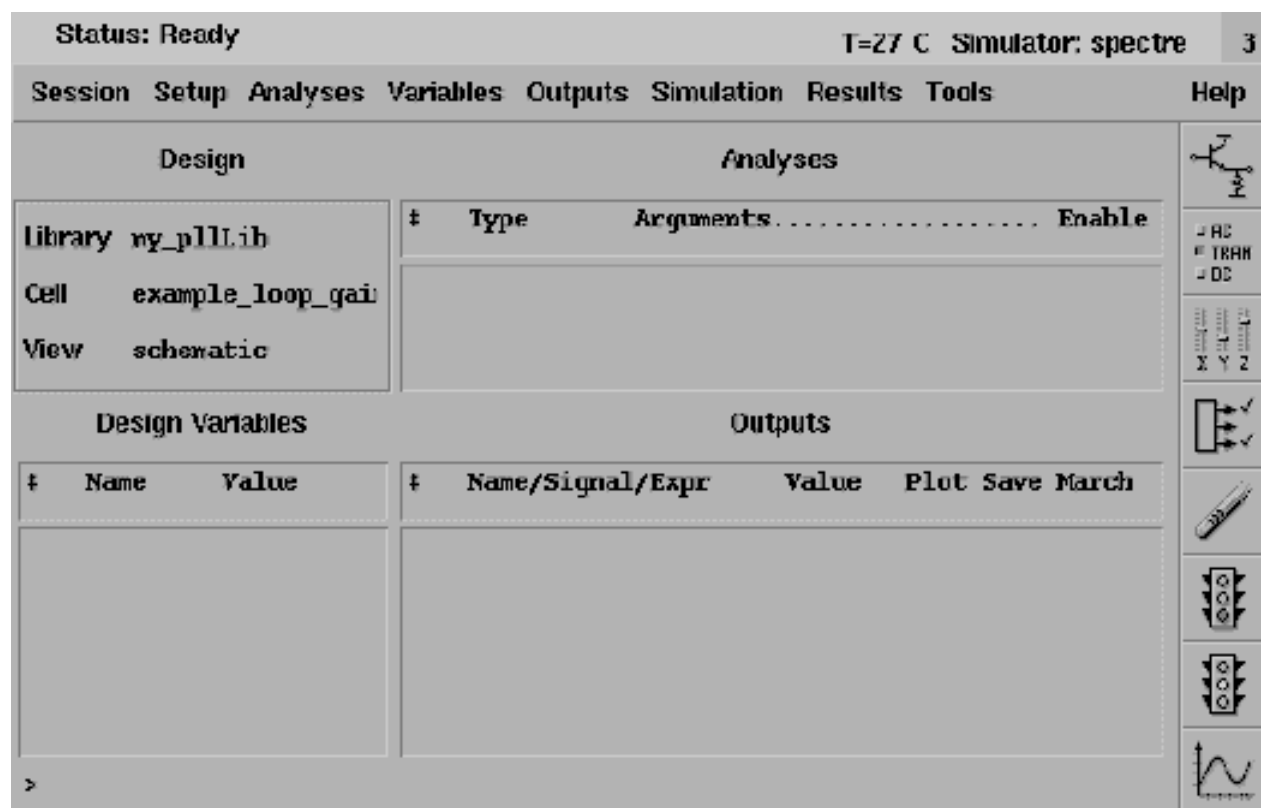 Status: Ready T=27 C Simulator: spectre 3
Session Setup Analyses Variables Outputs Simulation Results Tools Help
Design
Library my_pllLib
Cell example_loop_gai
View schematic
Analyses
# Type Arguments.................. Enable
Design Variables
# Name Value
Outputs
# Name/Signal/Expr Value Plot Save March
>
AC
TRAN
DC
X Y Z